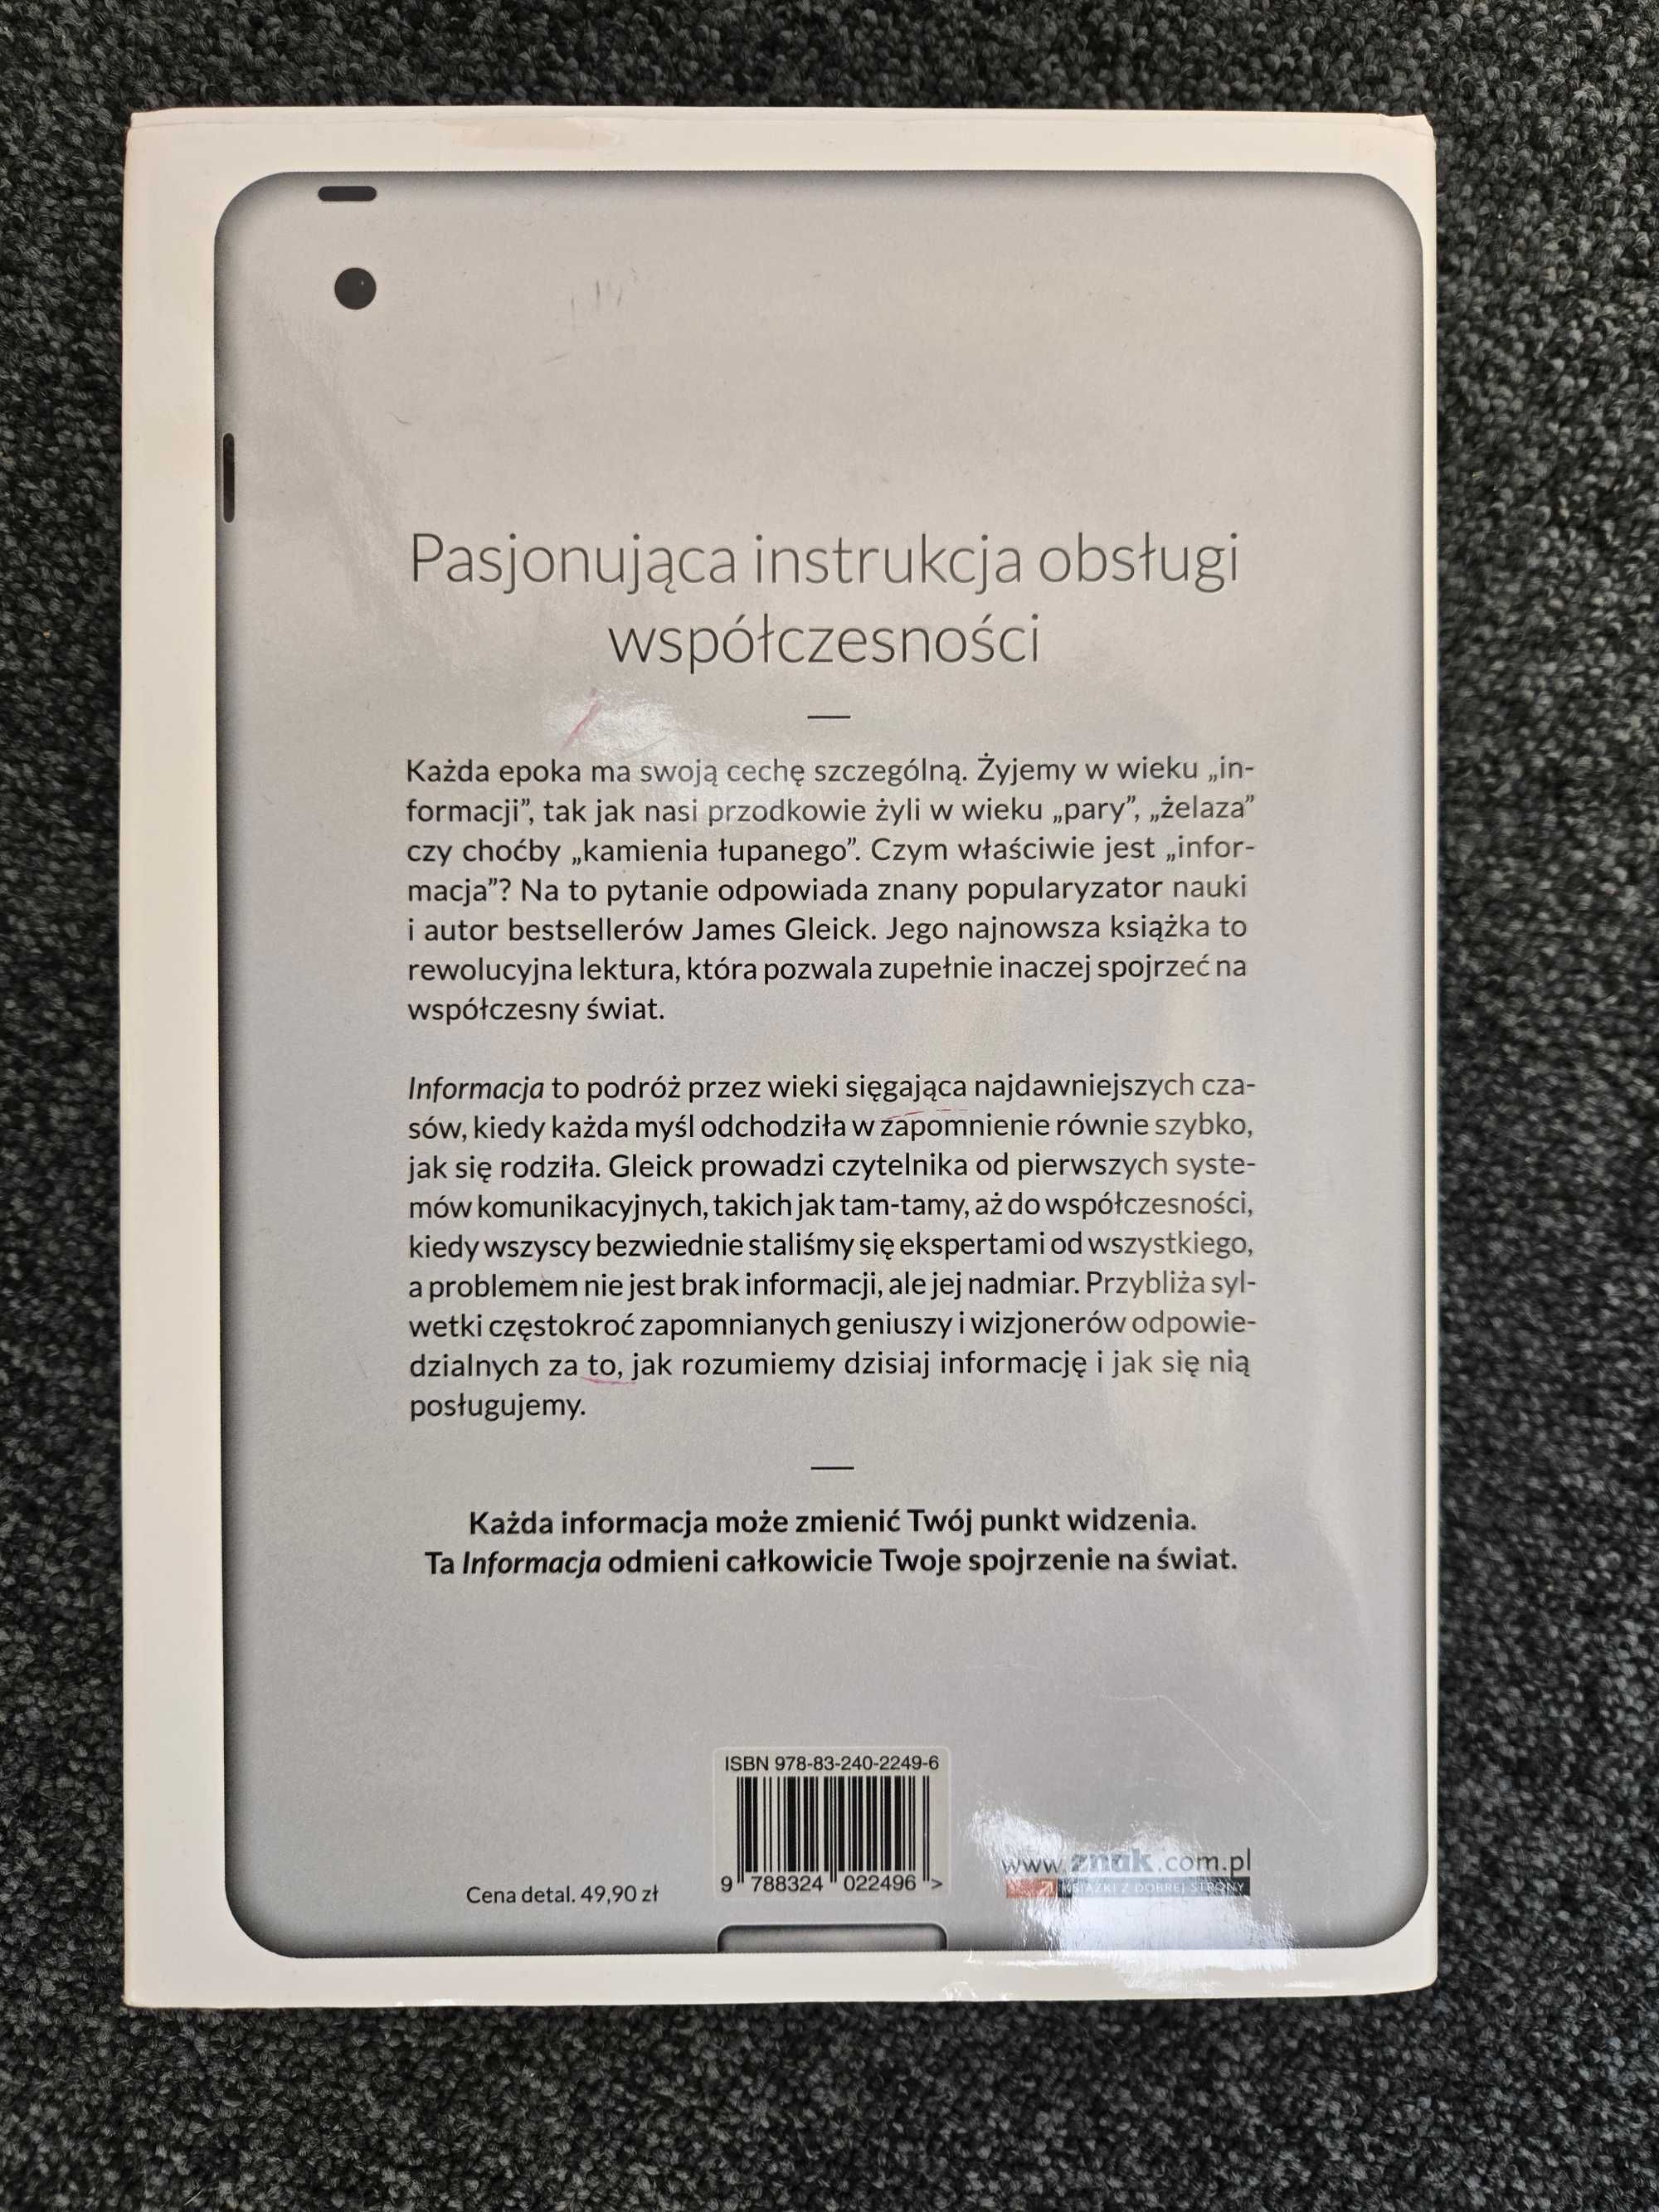 Pasjonująca instrukcja obsługi
współczesności
Każda epoka ma swoją cechę szczególną. Żyjemy w wieku „in-
formacji”, tak jak nasi przodkowie żyli w wieku „pary”, „żelaza”
czy choćby „kamienia łupanego”. Czym właściwie jest „infor-
macja”? Na to pytanie odpowiada znany popularyzator nauki
i autor bestsellerów James Gleick. Jego najnowsza książka to
rewolucyjna lektura, która pozwala zupełnie inaczej spojrzeć na
współczesny świat.
Informacja to podróż przez wieki sięgająca najdawniejszych cza-
sów, kiedy każda myśl odchodziła w zapomnienie równie szybko,
jak się rodziła. Gleick prowadzi czytelnika od pierwszych syste-
mów komunikacyjnych, takich jak tam-tamy, aż do współczesności,
kiedy wszyscy bezwiednie staliśmy się ekspertami od wszystkiego,
a problemem nie jest brak informacji, ale jej nadmiar. Przybliża syl-
wetki częstokroć zapomnianych geniuszy i wizjonerów odpowie-
dzialnych za to, jak rozumiemy dzisiaj informację i jak się nią
posługujemy.
Każda informacja może zmienić Twój punkt widzenia.
Ta Informacja odmieni całkowicie Twoje spojrzenie na świat.
ISBN 978-83-240-2249-6
9 788324 022496 >
Cena detal. 49,90 zł
www.znak.com.pl
KSIĄŻKI Z DOBREJ STRONY